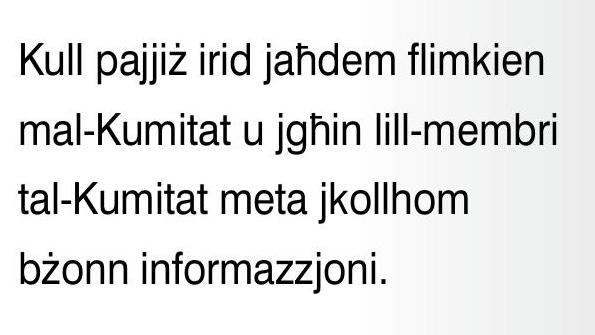 Kull pajjiż irid jaħdem flimkien
mal-Kumitat u jgħin lill-membri
tal-Kumitat meta jkollhom
bżonn informazzjoni.